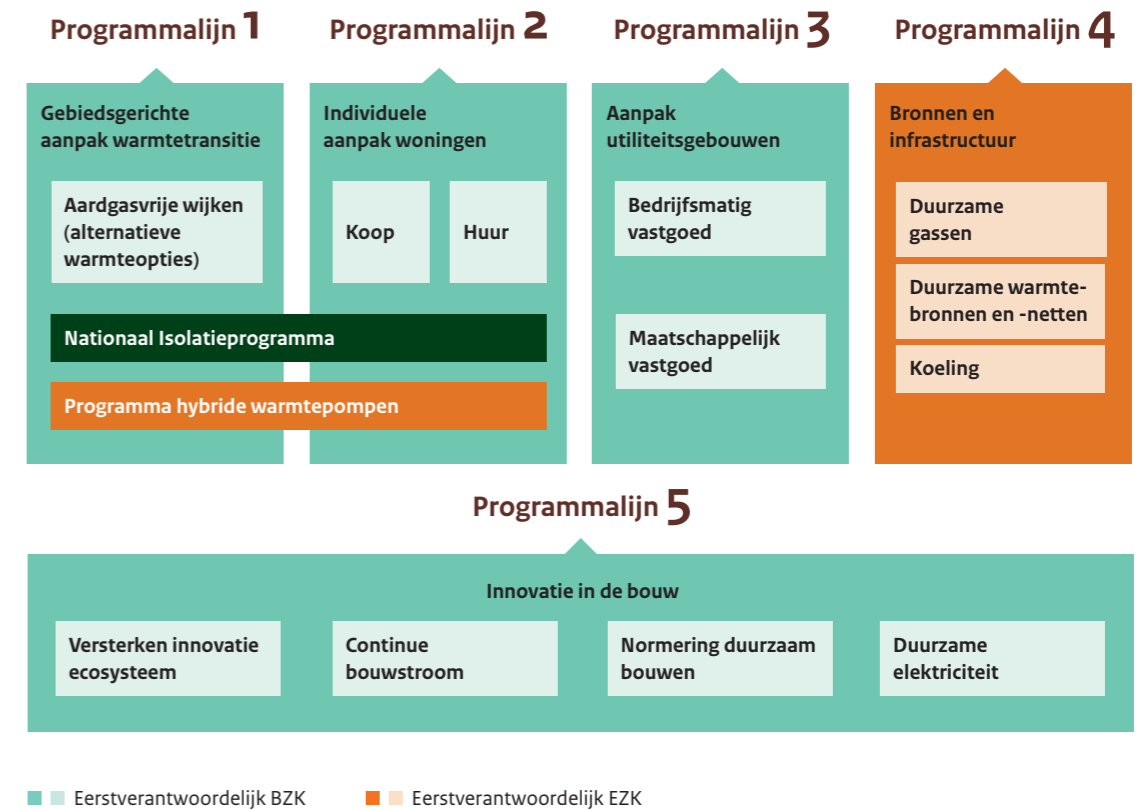 Programmalijn 1
Gebiedsgerichte
aanpak warmtetransitie
Aardgasvrije wijken
(alternatieve
warmteopties)
Programmalijn 2
Individuele
aanpak woningen
Koop
Huur
Nationaal Isolatieprogramma
Programma hybride warmtepompen
Programmalijn 3
Aanpak
utiliteitsgebouwen
Bedrijfsmatig
vastgoed
Maatschappelijk
vastgoed
Programmalijn 4
Bronnen en
infrastructuur
Duurzame
gassen
Duurzame warmte-
bronnen en -netten
Koeling
Programmalijn 5
Innovatie in de bouw
Versterken innovatie
ecosysteem
Continue
bouwstroom
Normering duurzaam
bouwen
Duurzame
elektriciteit
Eerstverantwoordelijk BZK
Eerstverantwoordelijk EZK